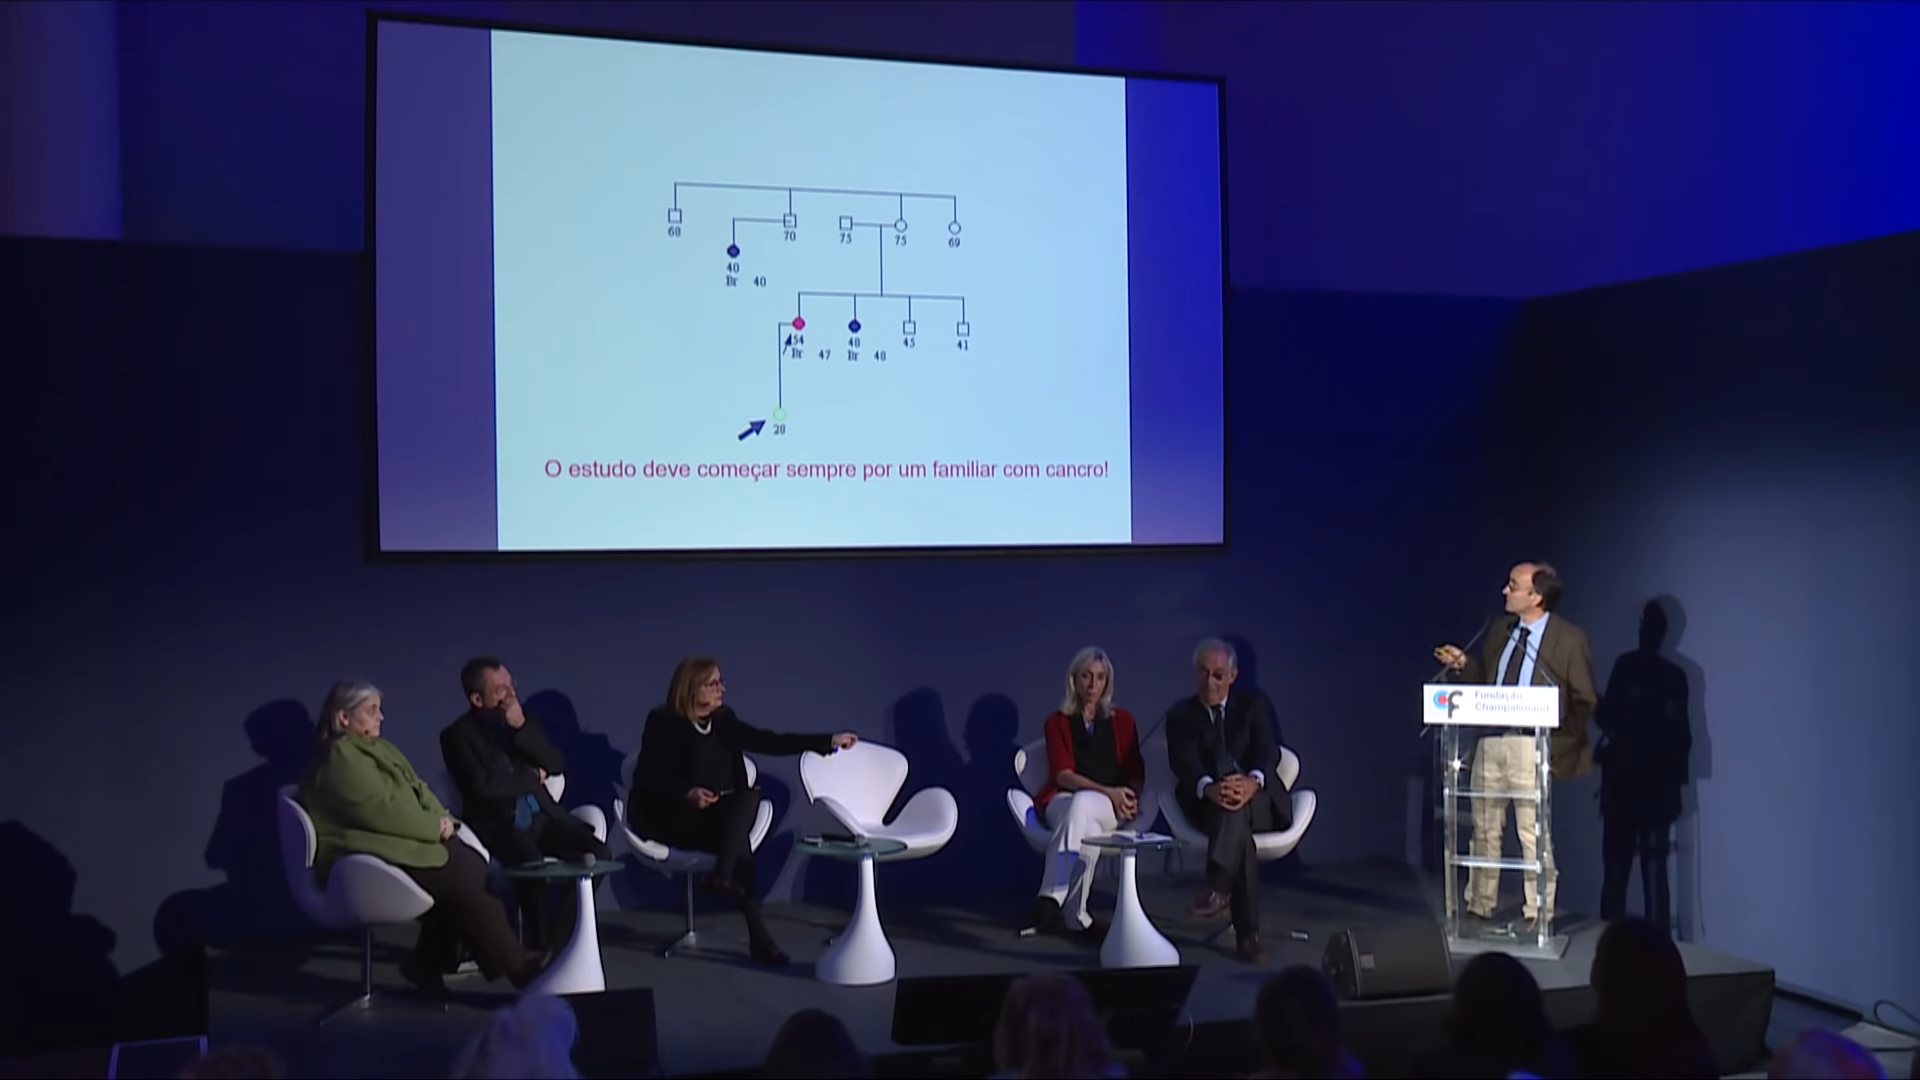 68
70
75
75
69
40
Br 40
54
Br 47
48
Br 48
45
41
28
O estudo deve começar sempre por um familiar com cancro!
CF
Fundação
Champalimaud